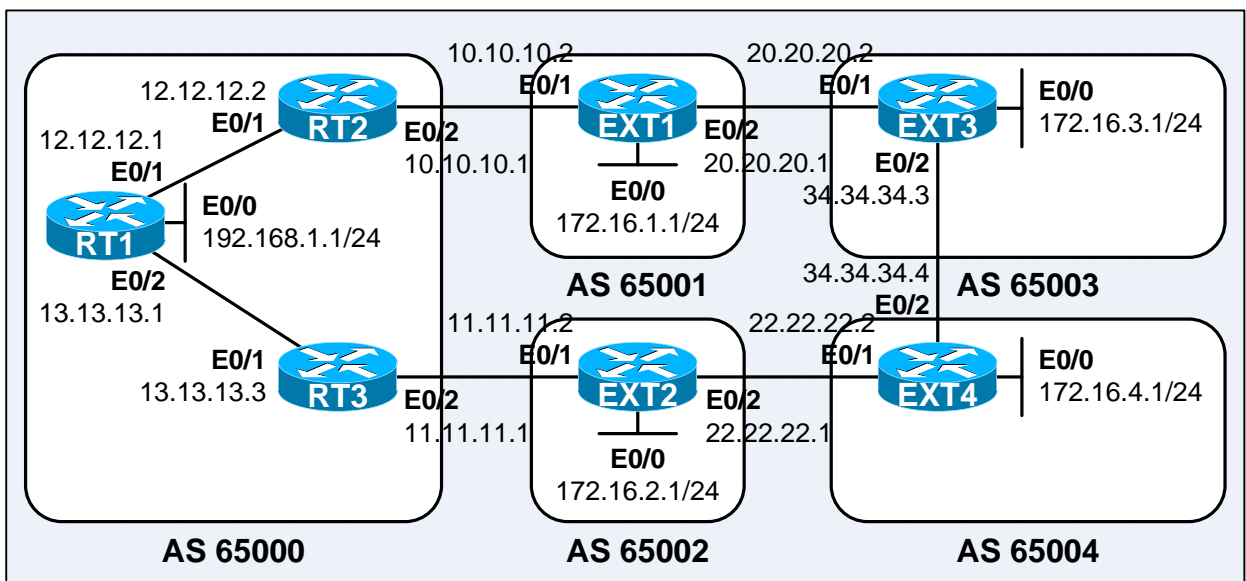 10.10.10.2
20.20.20.2
12.12.12.2
E0/1
E0/1
E0/0
E0/1
RT2
EXT1
EXT3
172.16.3.1/24
12.12.12.1
E0/2
E0/2
10.10.10.1
20.20.20.1
E0/2
E0/1
E0/0
E0/0
34.34.34.3
RT1
192.168.1.1/24
172.16.1.1/24
E0/2
34.34.34.4
AS 65001
AS 65003
13.13.13.1
E0/2
11.11.11.2
22.22.22.2
E0/1
E0/1
E0/1
E0/0
13.13.13.3
RT3
EXT2
EXT4
172.16.4.1/24
E0/2
E0/2
11.11.11.1
22.22.22.1
E0/0
172.16.2.1/24
AS 65000
AS 65002
AS 65004